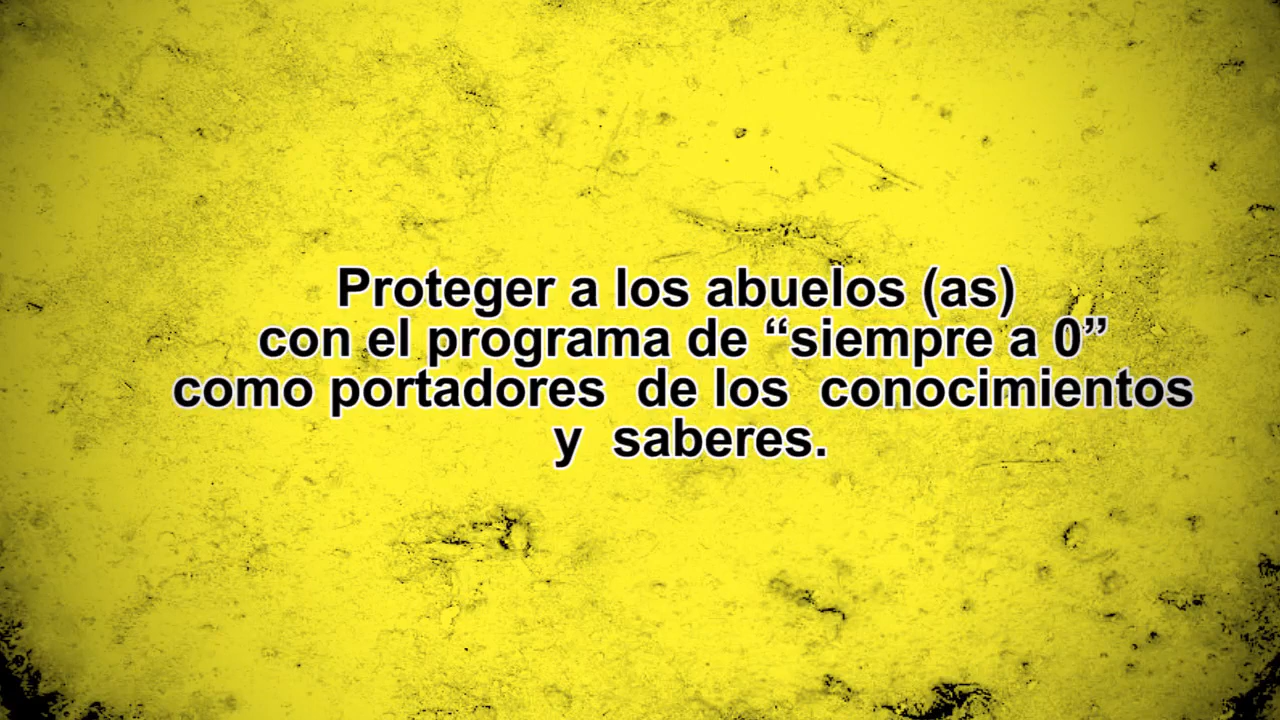 Proteger a los abuelos (as)
con el programa de “siempre a 0”
como portadores de los conocimientos
y saberes.